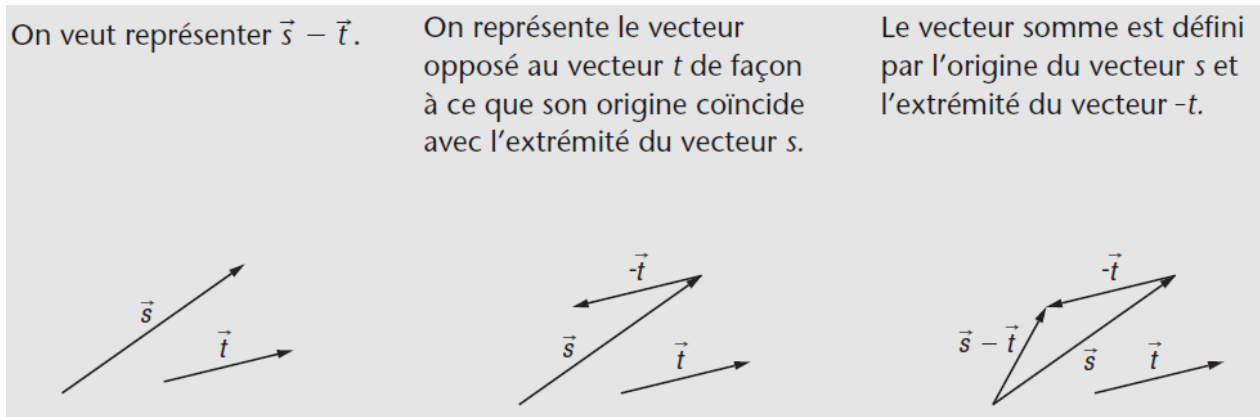 On veut représenter s⃗ − t⃗.
On représente le vecteur
opposé au vecteur t de façon
à ce que son origine coïncide
avec l'extrémité du vecteur s.
Le vecteur somme est défini
par l'origine du vecteur s et
l'extrémité du vecteur -t.
s⃗
t⃗
-t⃗
s⃗
t⃗
-t⃗
s⃗ − t⃗
s⃗
t⃗